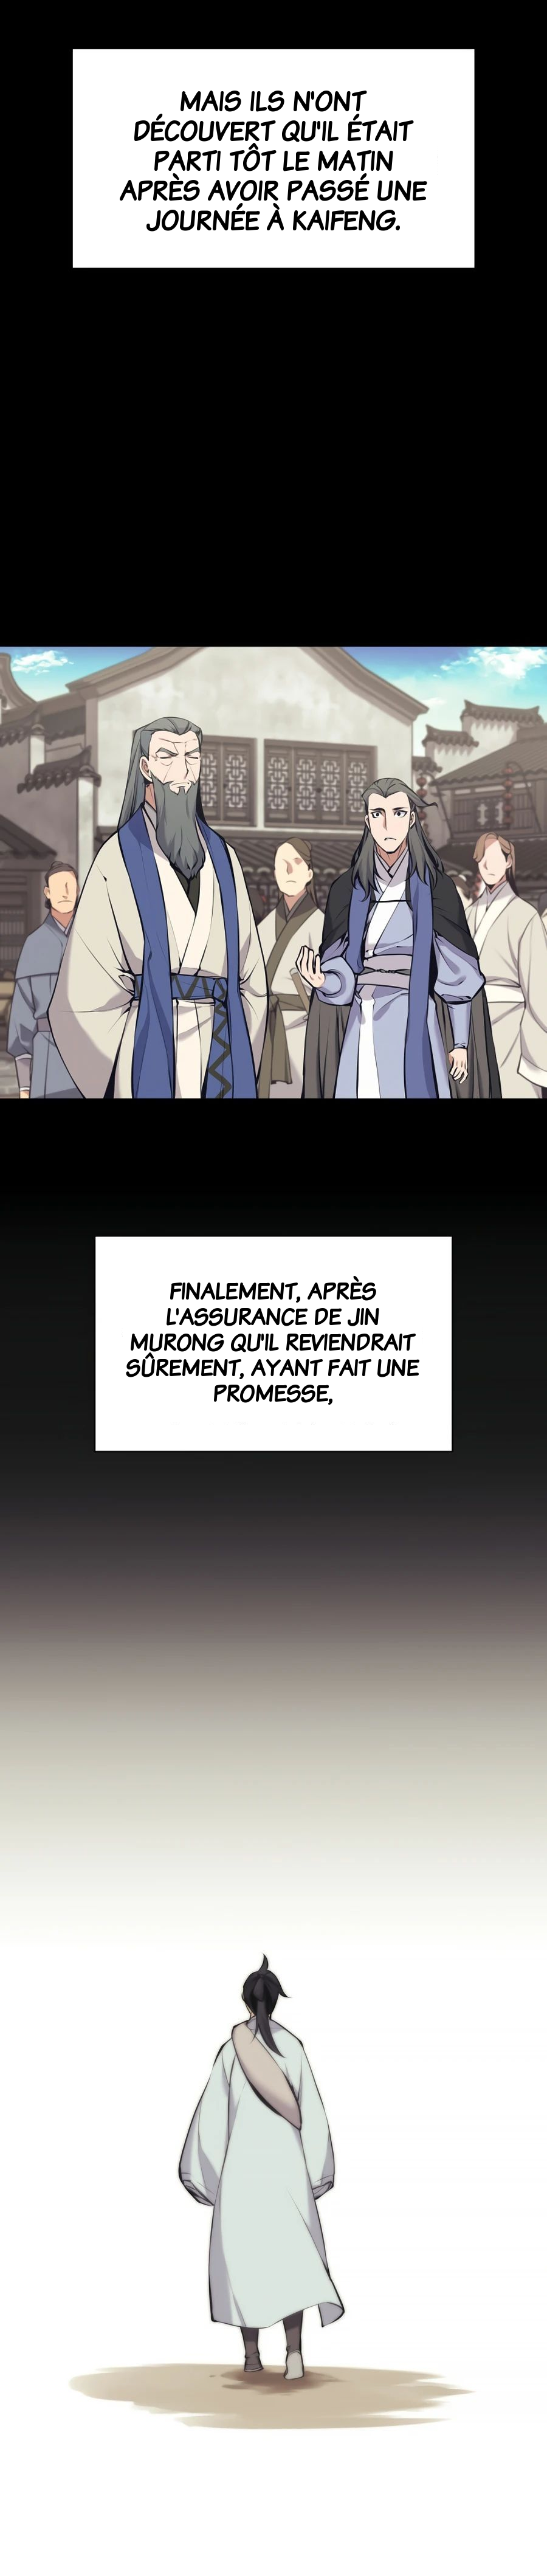 MAIS ILS N'ONT
DÉCOUVERT QU'IL ÉTAIT
PARTI TÔT LE MATIN
APRÈS AVOIR PASSÉ UNE
JOURNÉE À KAIFENG.
FINALEMENT, APRÈS
L'ASSURANCE DE JIN
MURONG QU'IL REVIENDRAIT
SÛREMENT, AYANT FAIT UNE
PROMESSE,